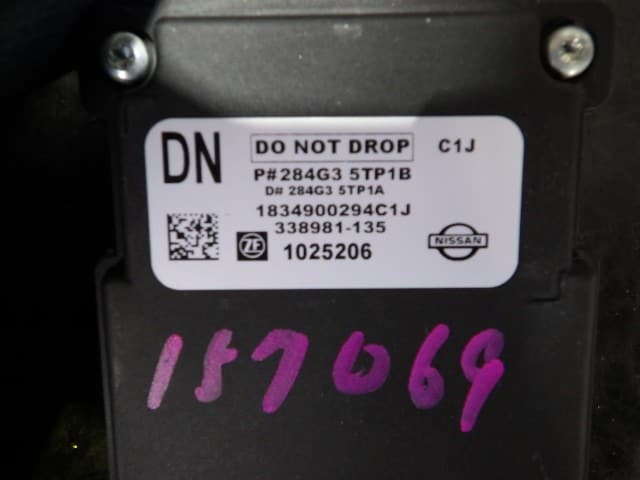 DN
DO NOT DROP
C1J
P#284G3 5TP1B
D# 284G3 5TP1A
1834900294C1J
338981-135
ZF
1025206
NISSAN
157069